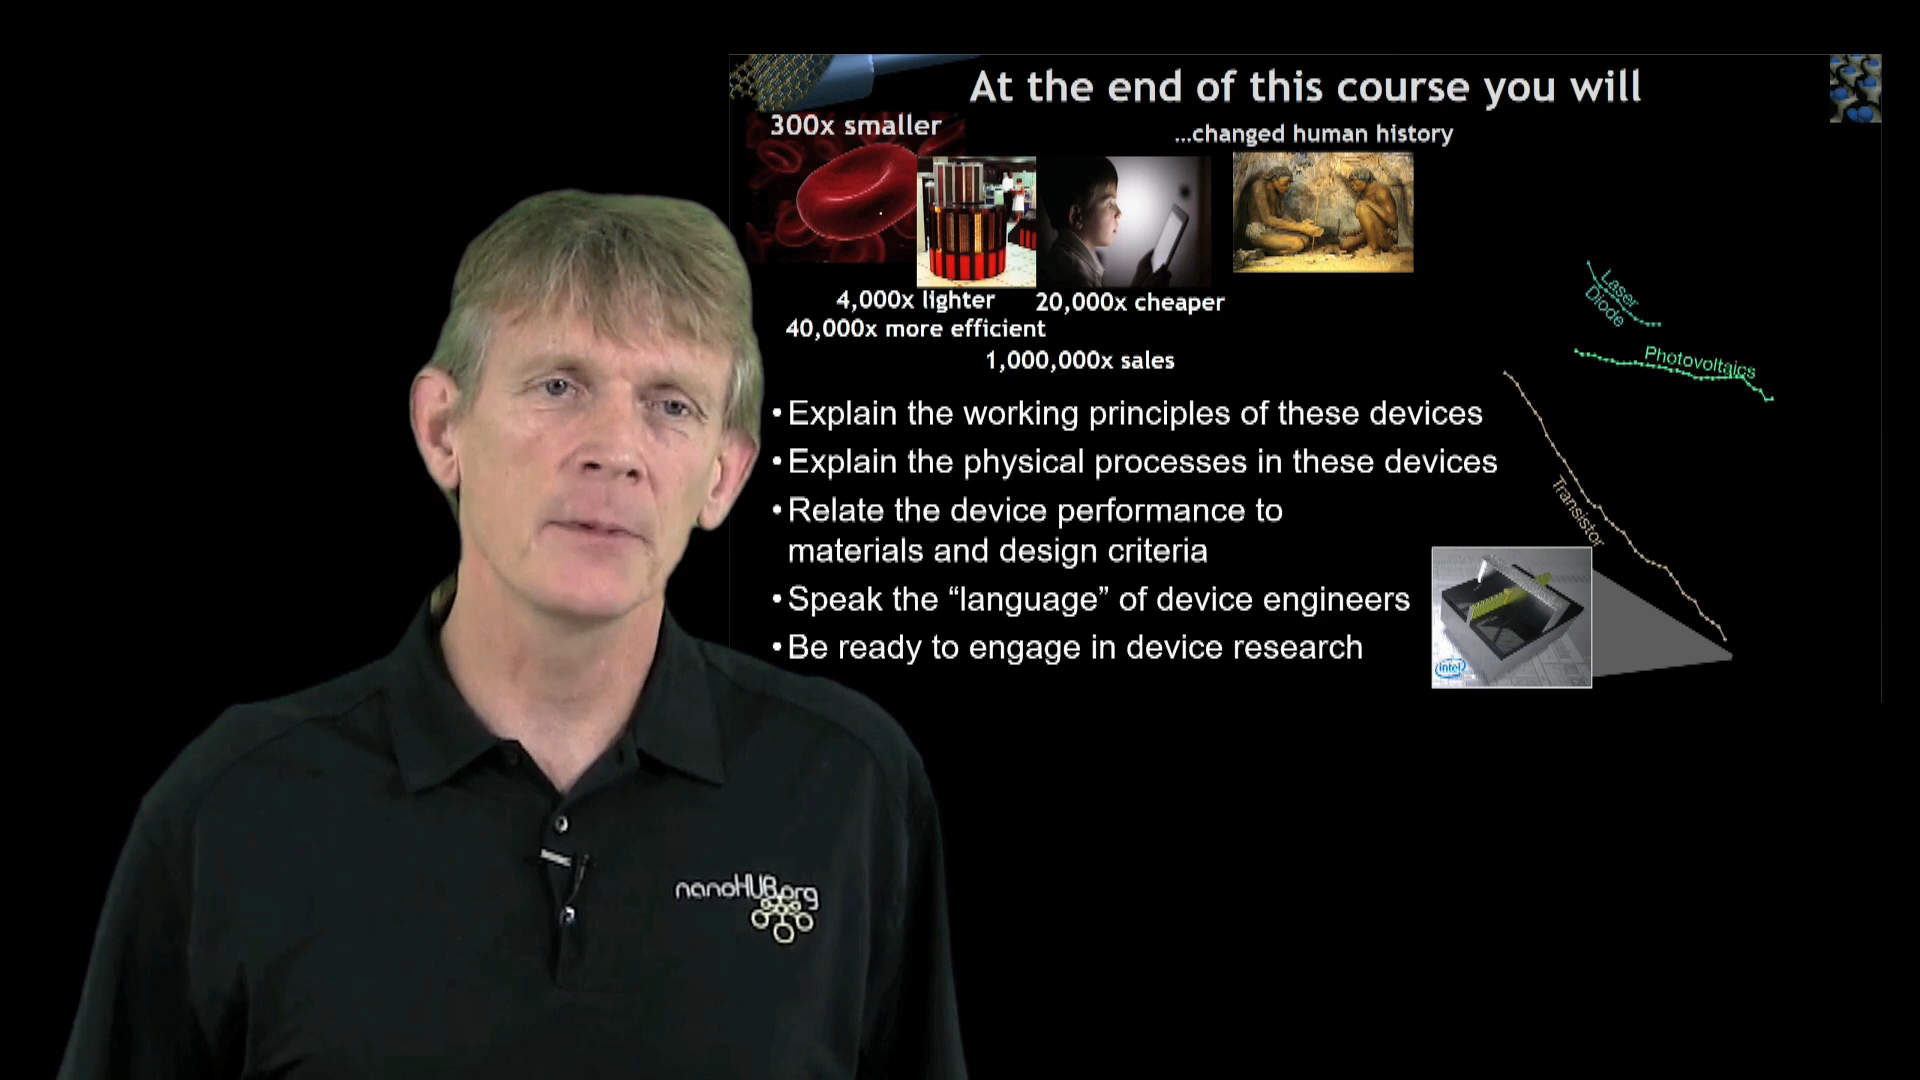 At the end of this course you will
300x smaller
...changed human history
4,000x lighter
20,000x cheaper
40,000x more efficient
1,000,000x sales
Laser
Diode
Photovoltaics
Transistor
• Explain the working principles of these devices
• Explain the physical processes in these devices
• Relate the device performance to
materials and design criteria
• Speak the “language” of device engineers
• Be ready to engage in device research
intel
nanoHUB.org